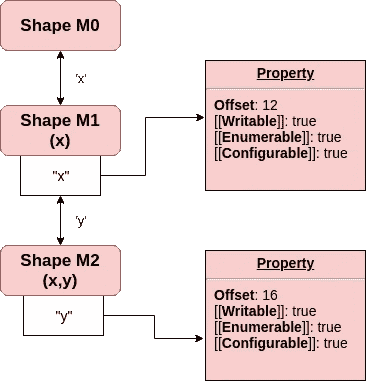 Shape M0
'x'
Shape M1
(x)
"x"
Property
Offset: 12
[[Writable]]: true
[[Enumerable]]: true
[[Configurable]]: true
'y'
Shape M2
(x,y)
"y"
Property
Offset: 16
[[Writable]]: true
[[Enumerable]]: true
[[Configurable]]: true